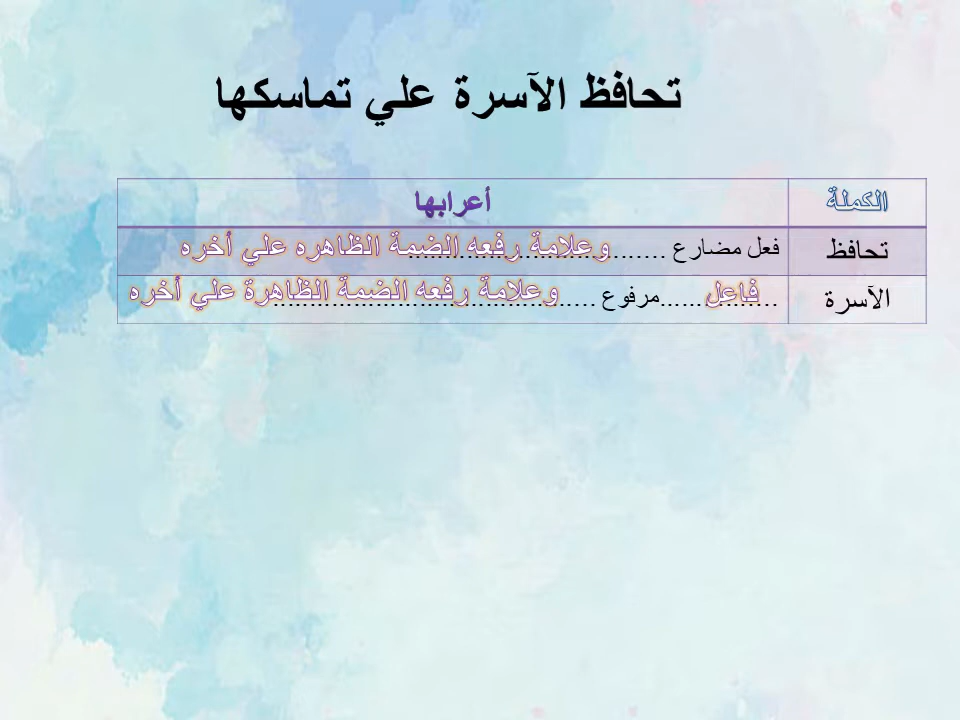 تحافظ الآسرة علي تماسكها
الكملة أعرابها
تحافظ فعل مضارع .................................. وعلامة رفعه الضمة الظاهره علي أخره
الآسرة ......فاعل......مرفوع .......................................... وعلامة رفعه الضمة الظاهرة علي أخره